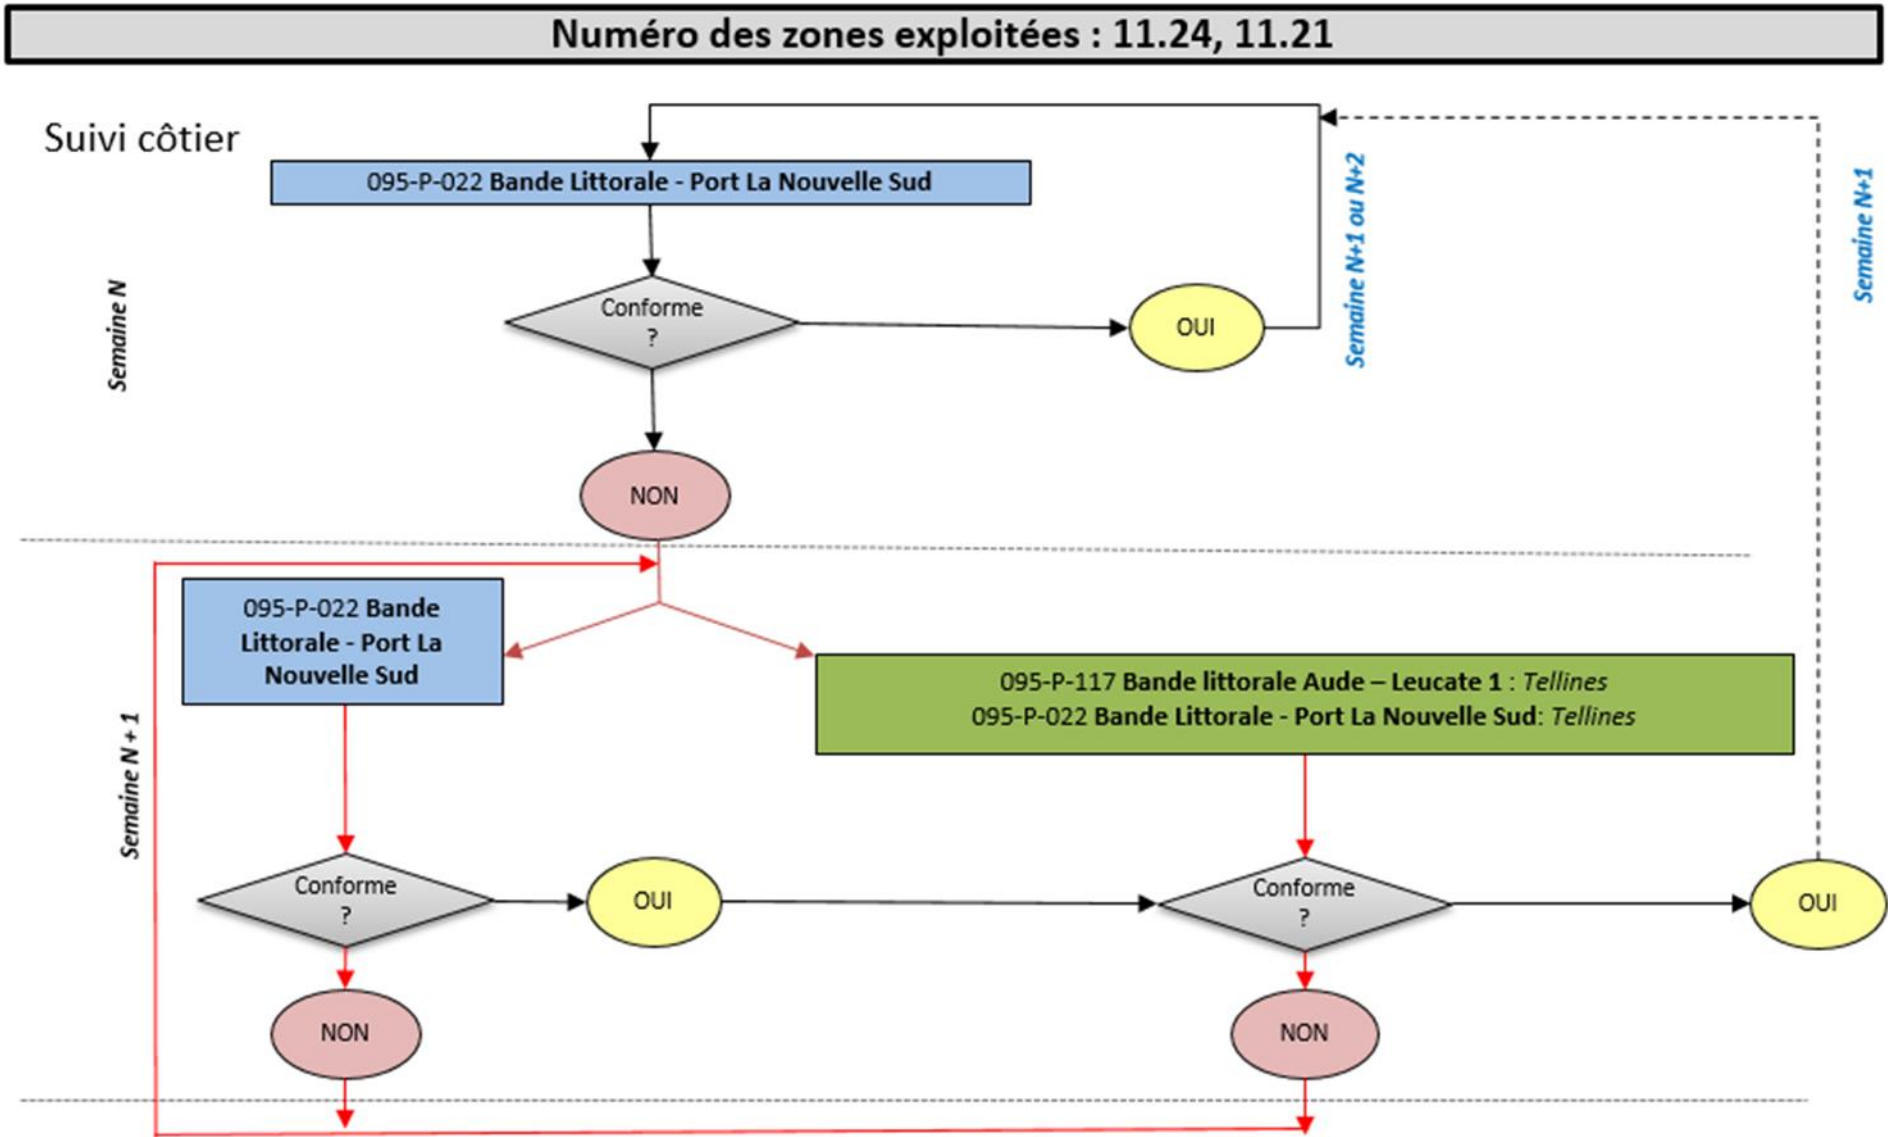 Numéro des zones exploitées : 11.24, 11.21
Suivi côtier
095-P-022 Bande Littorale - Port La Nouvelle Sud
Semaine N
Conforme
?
OUI
Semaine N+1 ou N+2
Semaine N+1
NON
095-P-022 Bande
Littorale - Port La
Nouvelle Sud
095-P-117 Bande littorale Aude – Leucate 1 : Tellines
095-P-022 Bande Littorale - Port La Nouvelle Sud: Tellines
Semaine N + 1
Conforme
?
OUI
Conforme
?
OUI
NON
NON